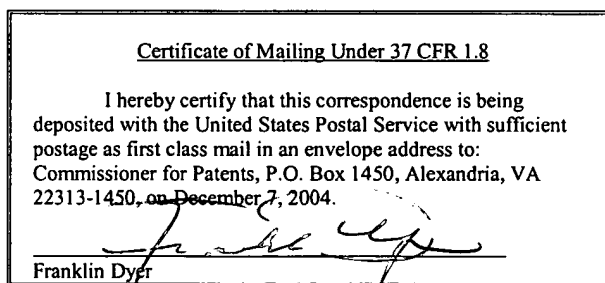 Certificate of Mailing Under 37 CFR 1.8
I hereby certify that this correspondence is being
deposited with the United States Postal Service with sufficient
postage as first class mail in an envelope address to:
Commissioner for Patents, P.O. Box 1450, Alexandria, VA
22313-1450, on December 7, 2004.
Franklin Dyer